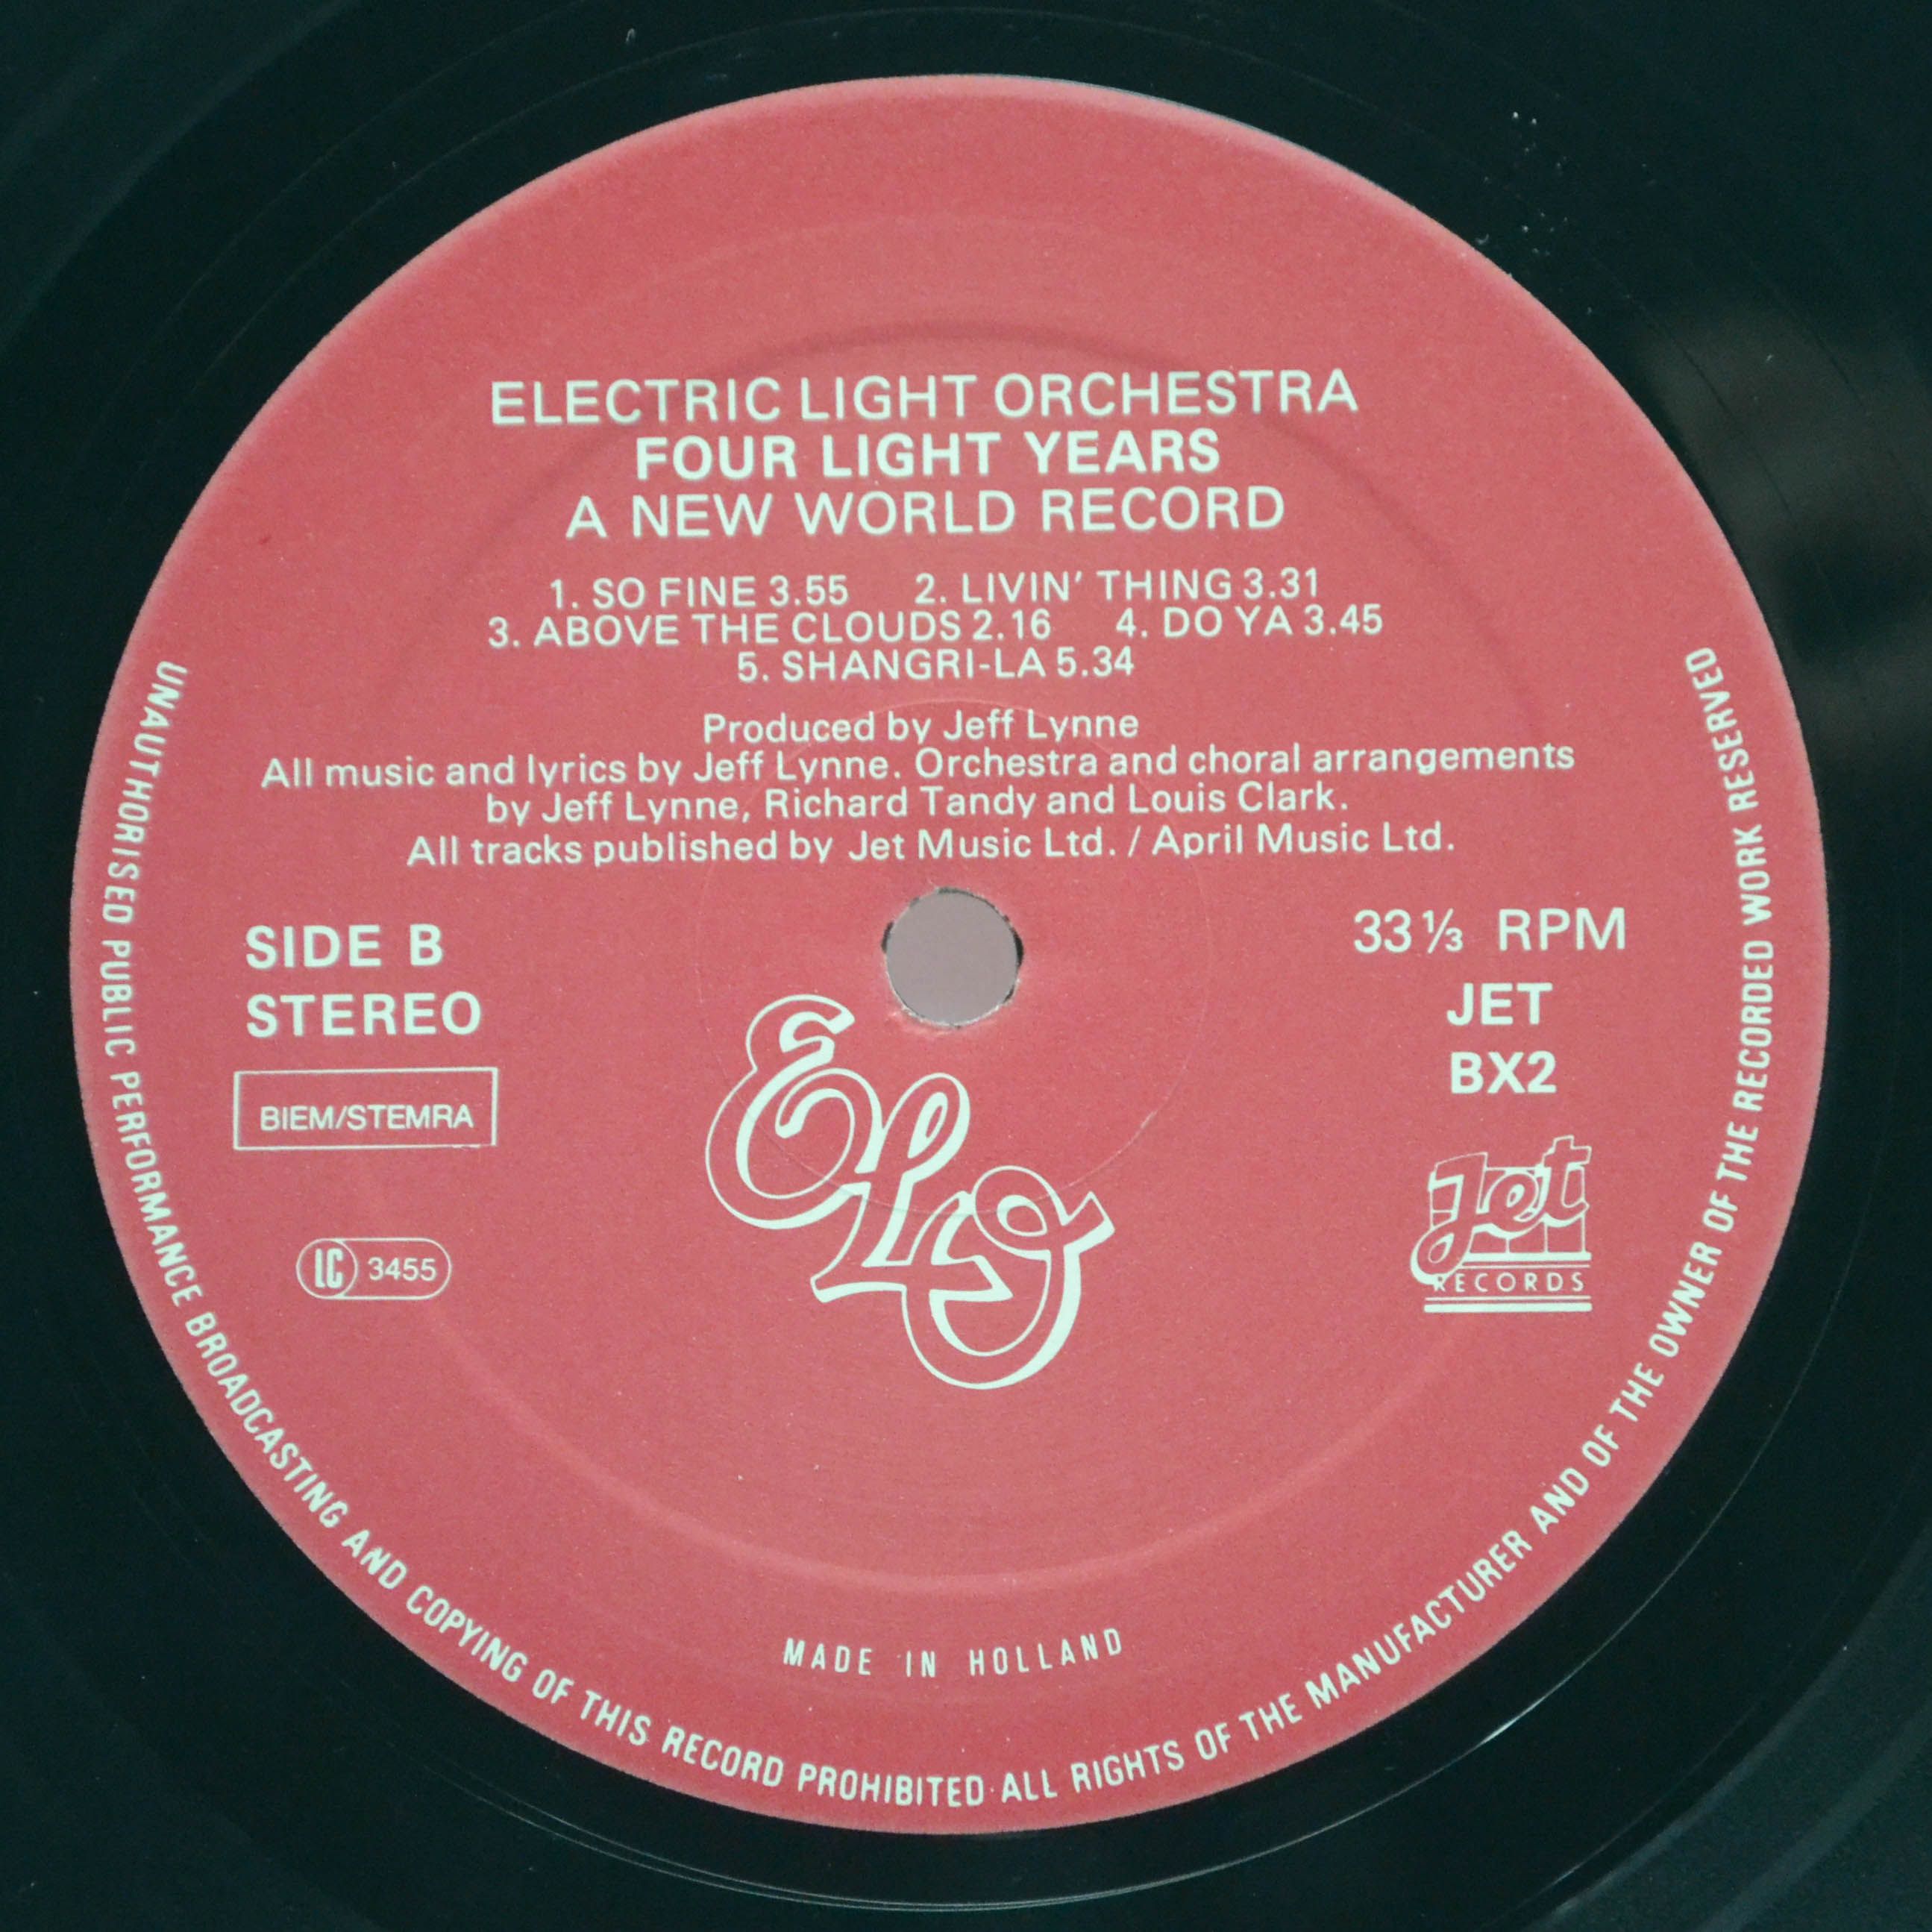 ELECTRIC LIGHT ORCHESTRA
FOUR LIGHT YEARS
A NEW WORLD RECORD
1. SO FINE 3.55 2. LIVIN' THING 3.31
3. ABOVE THE CLOUDS 2.16 4. DO YA 3.45
5. SHANGRI-LA 5.34
Produced by Jeff Lynne
All music and lyrics by Jeff Lynne. Orchestra and choral arrangements
by Jeff Lynne, Richard Tandy and Louis Clark.
All tracks published by Jet Music Ltd. / April Music Ltd.
SIDE B
STEREO
BIEM/STEMRA
LC 3455
33 ⅓ RPM
JET
BX2
Jet
RECORDS
ELO
MADE IN HOLLAND
UNAUTHORISED PUBLIC PERFORMANCE BROADCASTING AND COPYING OF THIS RECORD PROHIBITED · ALL RIGHTS OF THE MANUFACTURER AND OF THE OWNER OF THE RECORDED WORK RESERVED